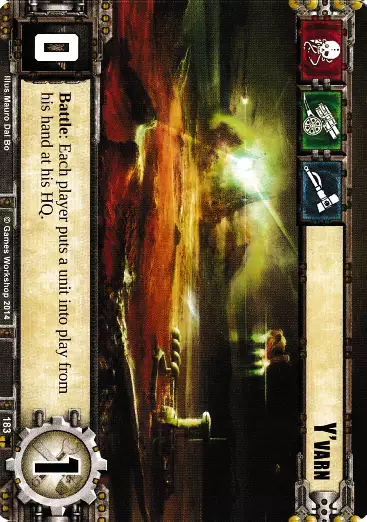 Y'VARN
0
Battle: Each player puts a unit into play from
his hand at his HQ.
1
Illus. Mauro Dal Bo
© Games Workshop 2014
183